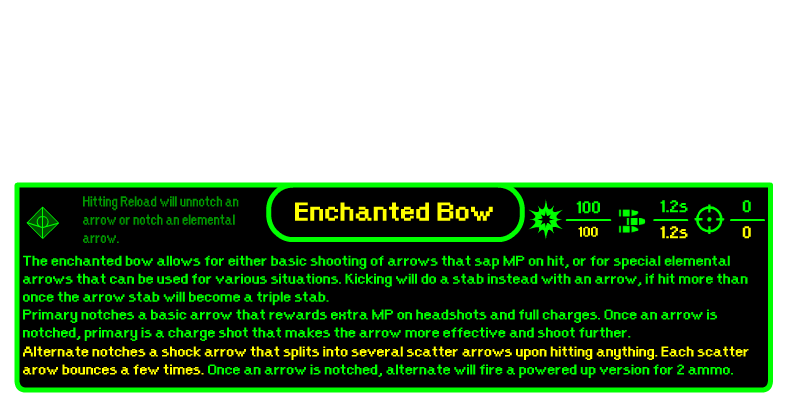 Hitting Reload will unnotch an
arrow or notch an elemental
arrow.
Enchanted Bow
100
100
1.2s
1.2s
0
0
The enchanted bow allows for either basic shooting of arrows that sap MP on hit, or for special elemental
arrows that can be used for various situations. Kicking will do a stab instead with an arrow, if hit more than
once the arrow stab will become a triple stab.
Primary notches a basic arrow that rewards extra MP on headshots and full charges. Once an arrow is
notched, primary is a charge shot that makes the arrow more effective and shoot further.
Alternate notches a shock arrow that splits into several scatter arrows upon hitting anything. Each scatter
arow bounces a few times. Once an arrow is notched, alternate will fire a powered up version for 2 ammo.